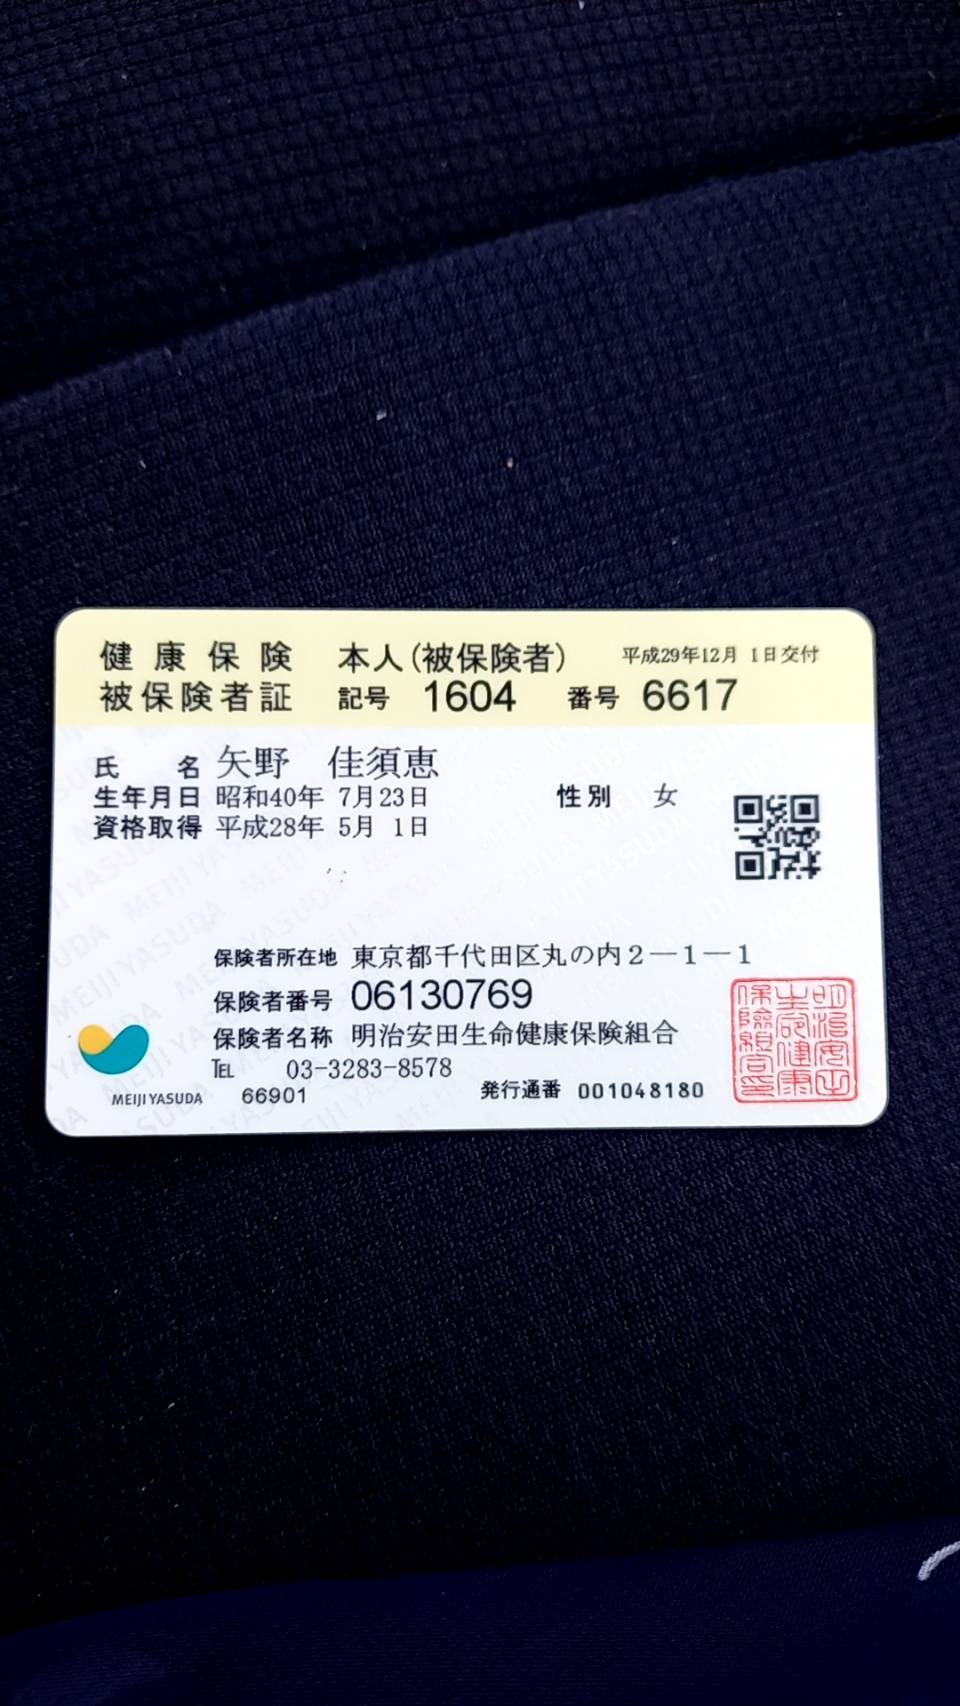 健康保険 本人(被保険者) 平成29年12月 1日交付
被保険者証 記号 1604 番号 6617
氏名 矢野 佳須恵
生年月日 昭和40年 7月23日 性別 女
資格取得 平成28年 5月 1日
保険者所在地 東京都千代田区丸の内2－1－1
保険者番号 06130769
保険者名称 明治安田生命健康保険組合
TEL 03-3283-8578
MEIJI YASUDA 66901 発行通番 001048180